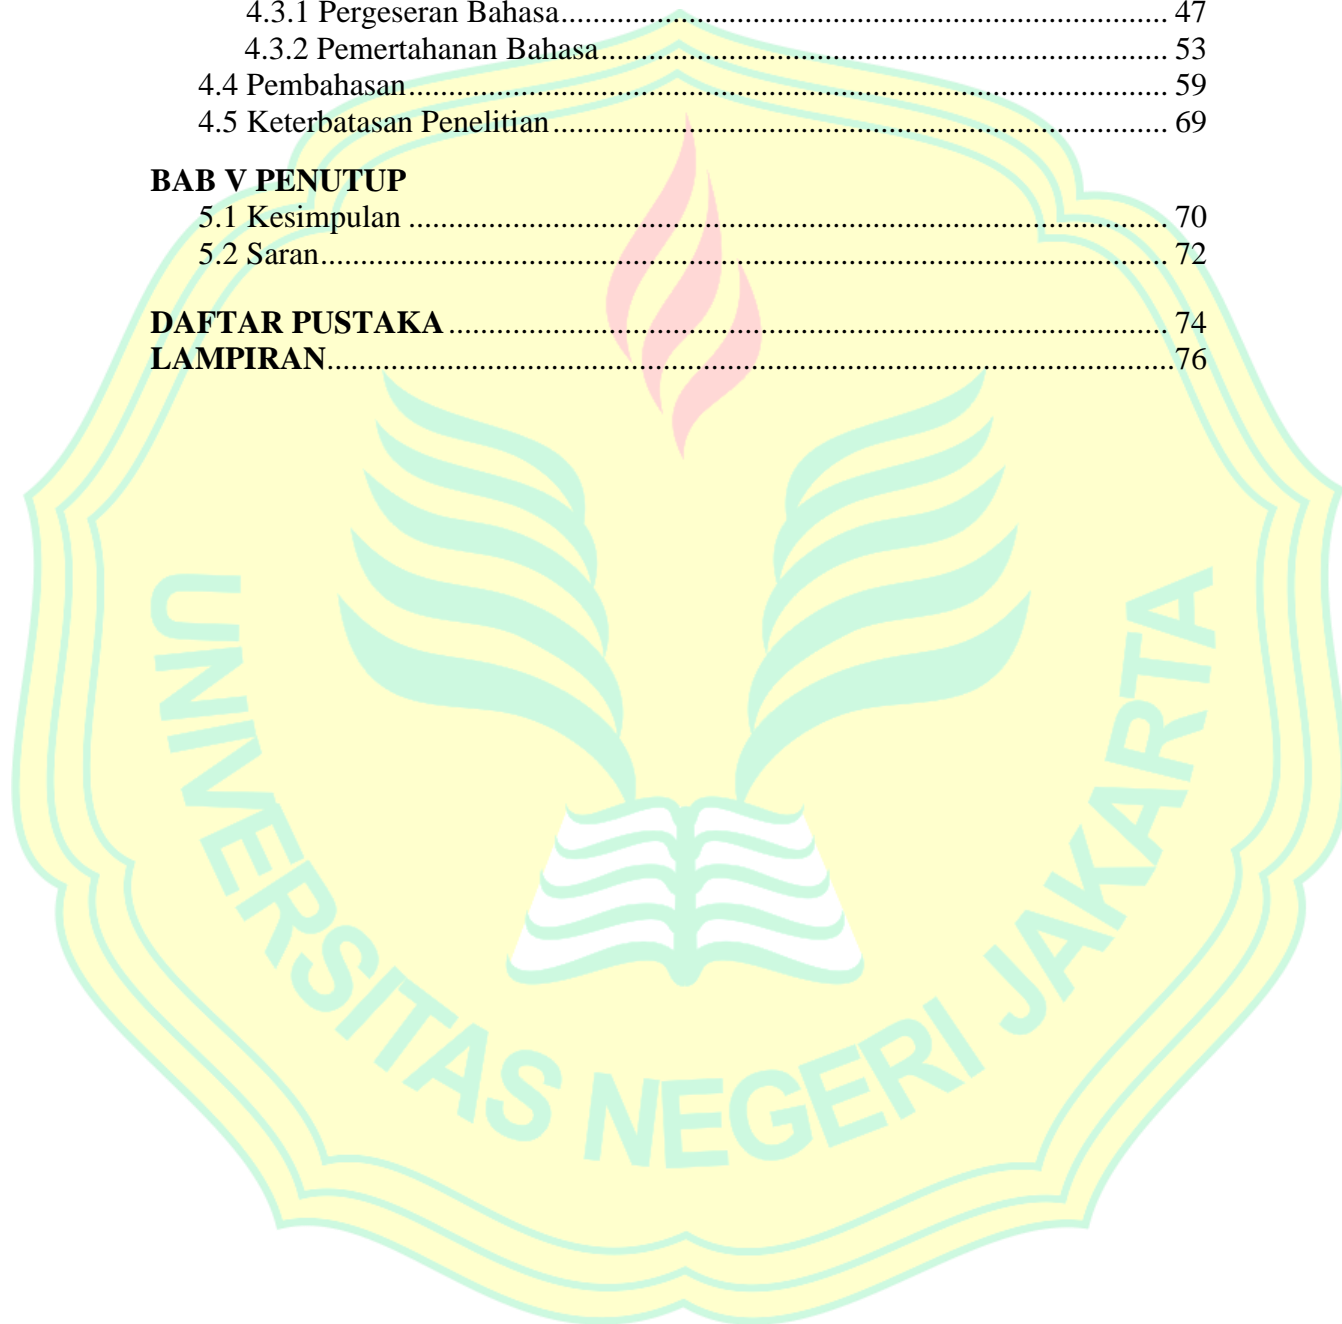 4.3.1 Pergeseran Bahasa........................................................................... 47
4.3.2 Pemertahanan Bahasa...................................................................... 53
4.4 Pembahasan.............................................................................................. 59
4.5 Keterbatasan Penelitian............................................................................ 69
BAB V PENUTUP
5.1 Kesimpulan .............................................................................................. 70
5.2 Saran......................................................................................................... 72
DAFTAR PUSTAKA......................................................................................... 74
LAMPIRAN.........................................................................................................76
UNIVERSITAS NEGERI JAKARTA